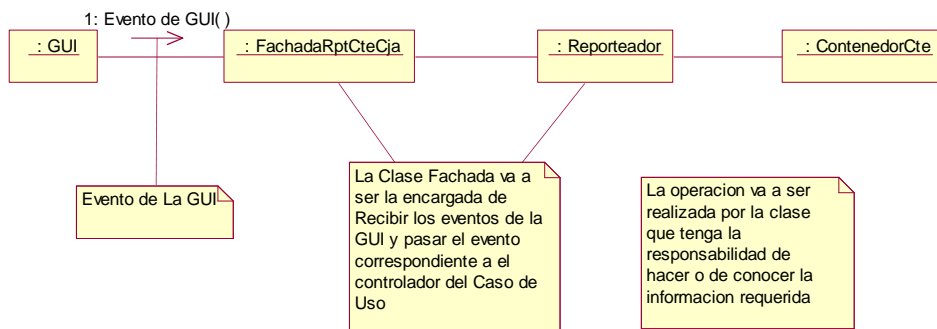 1: Evento de GUI( )
: GUI
: FachadaRptCteCja
: Reporteador
: ContenedorCte
Evento de La GUI
La Clase Fachada va a
ser la encargada de
Recibir los eventos de la
GUI y pasar el evento
correspondiente a el
controlador del Caso de
Uso
La operacion va a ser
realizada por la clase
que tenga la
responsabilidad de
hacer o de conocer la
informacion requerida